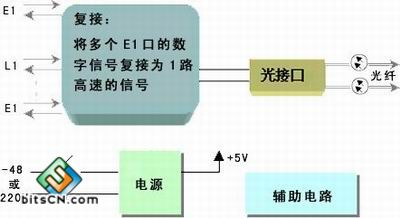 E1
复接：
将多个 E1口的数
字信号复接为 1路
高速的信号
L1
E1
光接口
光纤
-48
或
220
电源
+5V
辅助电路
bitsCN.com